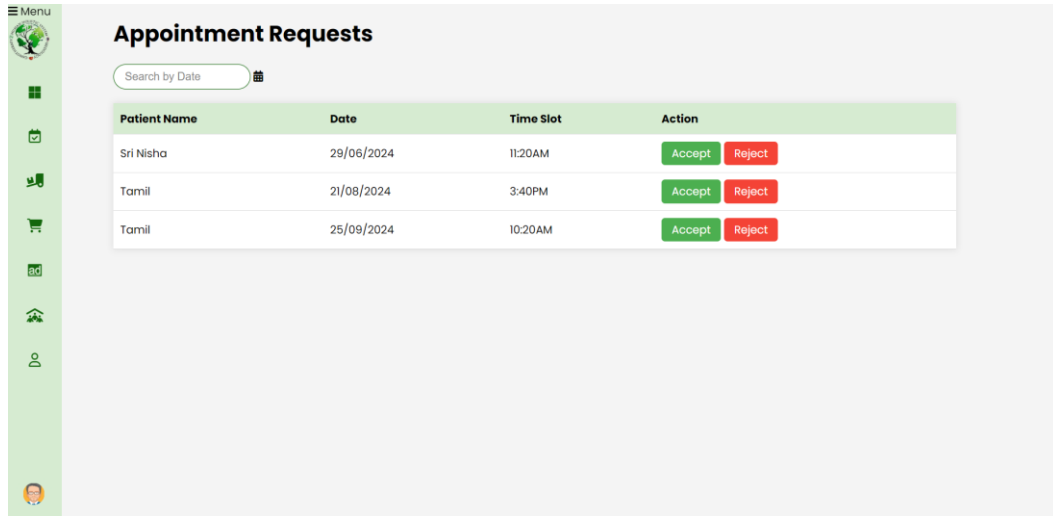 Menu
Appointment Requests
Search by Date
Patient Name Date Time Slot Action
Sri Nisha 29/06/2024 11:20AM Accept Reject
Tamil 21/08/2024 3:40PM Accept Reject
Tamil 25/09/2024 10:20AM Accept Reject
ad